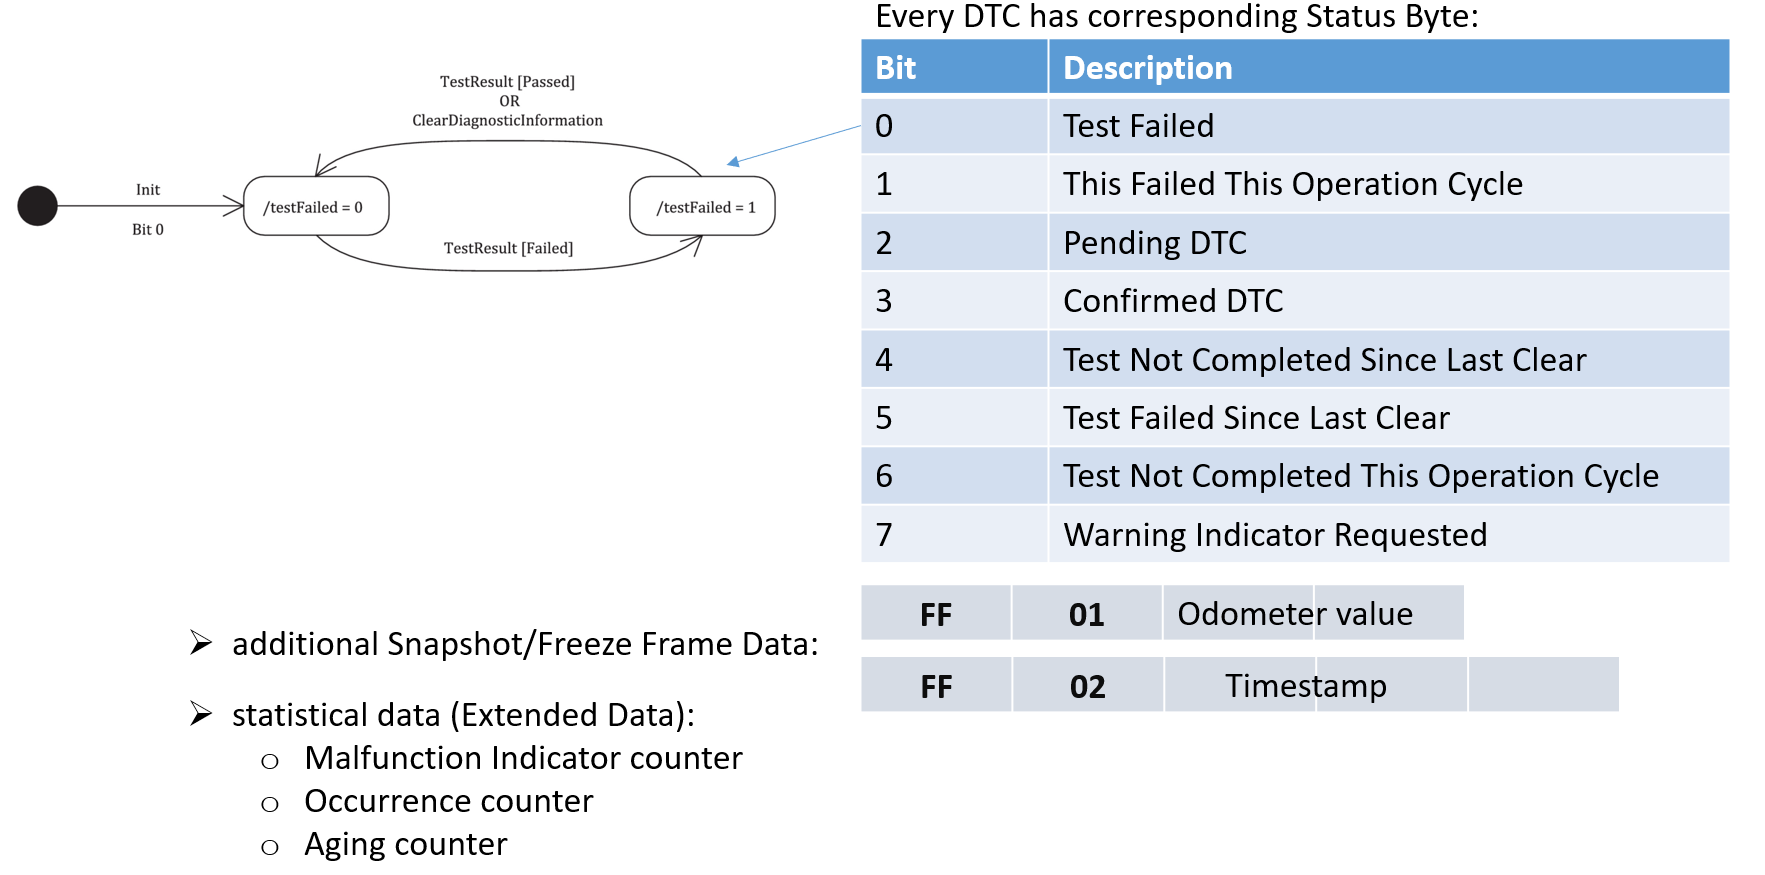 Every DTC has corresponding Status Byte:
Bit Description
0 Test Failed
1 This Failed This Operation Cycle
2 Pending DTC
3 Confirmed DTC
4 Test Not Completed Since Last Clear
5 Test Failed Since Last Clear
6 Test Not Completed This Operation Cycle
7 Warning Indicator Requested
TestResult [Passed]
OR
ClearDiagnosticInformation
Init
Bit 0
/testFailed = 0
/testFailed = 1
TestResult [Failed]
additional Snapshot/Freeze Frame Data:
FF 01 Odometer value
FF 02 Timestamp
statistical data (Extended Data):
Malfunction Indicator counter
Occurrence counter
Aging counter